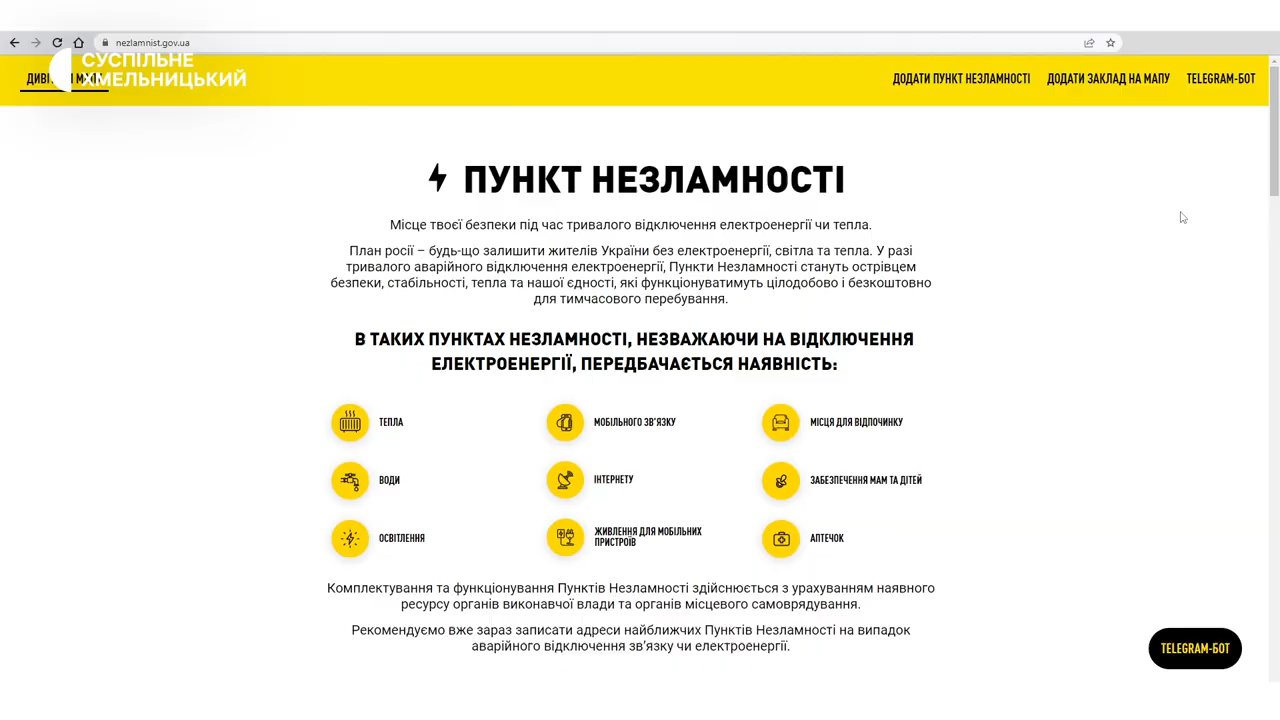 nezlamnist.gov.ua
СУСПІЛЬНЕ
ХМЕЛЬНИЦЬКИЙ
ДОДАТИ ПУНКТ НЕЗЛАМНОСТІ
ДОДАТИ ЗАКЛАД НА МАПУ
TELEGRAM-БОТ
ПУНКТ НЕЗЛАМНОСТІ
Місце твоєї безпеки під час тривалого відключення електроенергії чи тепла.
План росії – будь-що залишити жителів України без електроенергії, світла та тепла. У разі
тривалого аварійного відключення електроенергії, Пункти Незламності стануть острівцем
безпеки, стабільності, тепла та нашої єдності, які функціонуватимуть цілодобово і безкоштовно
для тимчасового перебування.
В ТАКИХ ПУНКТАХ НЕЗЛАМНОСТІ, НЕЗВАЖАЮЧИ НА ВІДКЛЮЧЕННЯ
ЕЛЕКТРОЕНЕРГІЇ, ПЕРЕДБАЧАЄТЬСЯ НАЯВНІСТЬ:
ТЕПЛА
МОБІЛЬНОГО ЗВ'ЯЗКУ
МІСЦЯ ДЛЯ ВІДПОЧИНКУ
ВОДИ
ІНТЕРНЕТУ
ЗАБЕЗПЕЧЕННЯ МАМ ТА ДІТЕЙ
ОСВІТЛЕННЯ
ЖИВЛЕННЯ ДЛЯ МОБІЛЬНИХ
ПРИСТРОЇВ
АПТЕЧОК
Комплектування та функціонування Пунктів Незламності здійснюється з урахуванням наявного
ресурсу органів виконавчої влади та органів місцевого самоврядування.
Рекомендуємо вже зараз записати адреси найближчих Пунктів Незламності на випадок
аварійного відключення зв'язку чи електроенергії.
TELEGRAM-БОТ